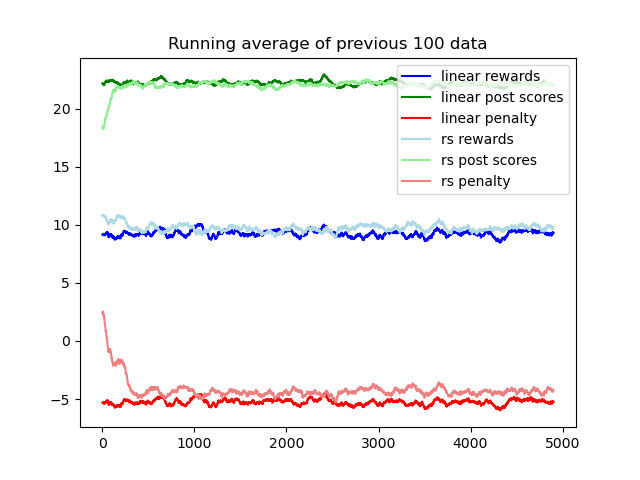 Running average of previous 100 data
linear rewards
linear post scores
linear penalty
rs rewards
rs post scores
rs penalty
20
15
10
5
0
−5
0
1000
2000
3000
4000
5000